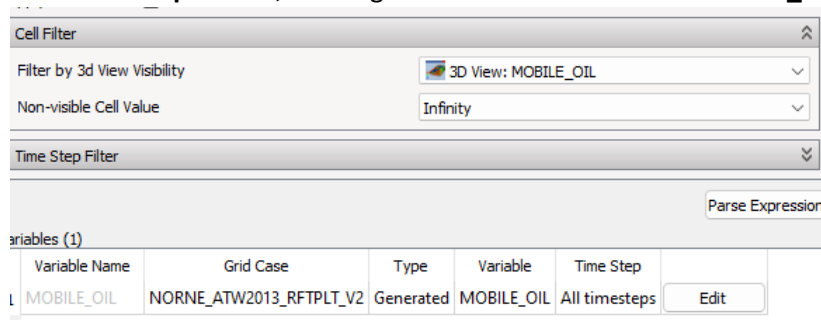 Cell Filter
Filter by 3d View Visibility 3D View: MOBILE_OIL
Non-visible Cell Value Infinity
Time Step Filter
Parse Expression
ariables (1)
Variable Name Grid Case Type Variable Time Step
1 MOBILE_OIL NORNE_ATW2013_RFTPLT_V2 Generated MOBILE_OIL All timesteps Edit